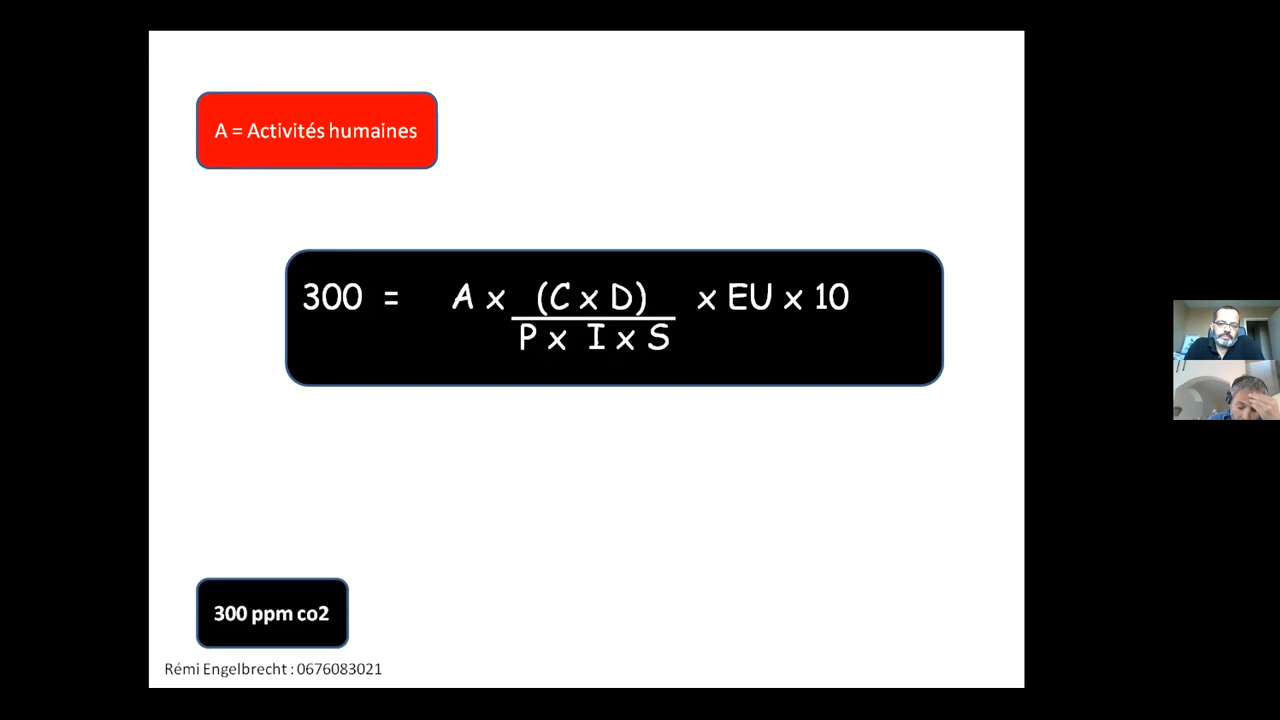 A = Activités humaines
300 = A x (C x D) x EU x 10
P x I x S
300 ppm co2
Rémi Engelbrecht : 0676083021